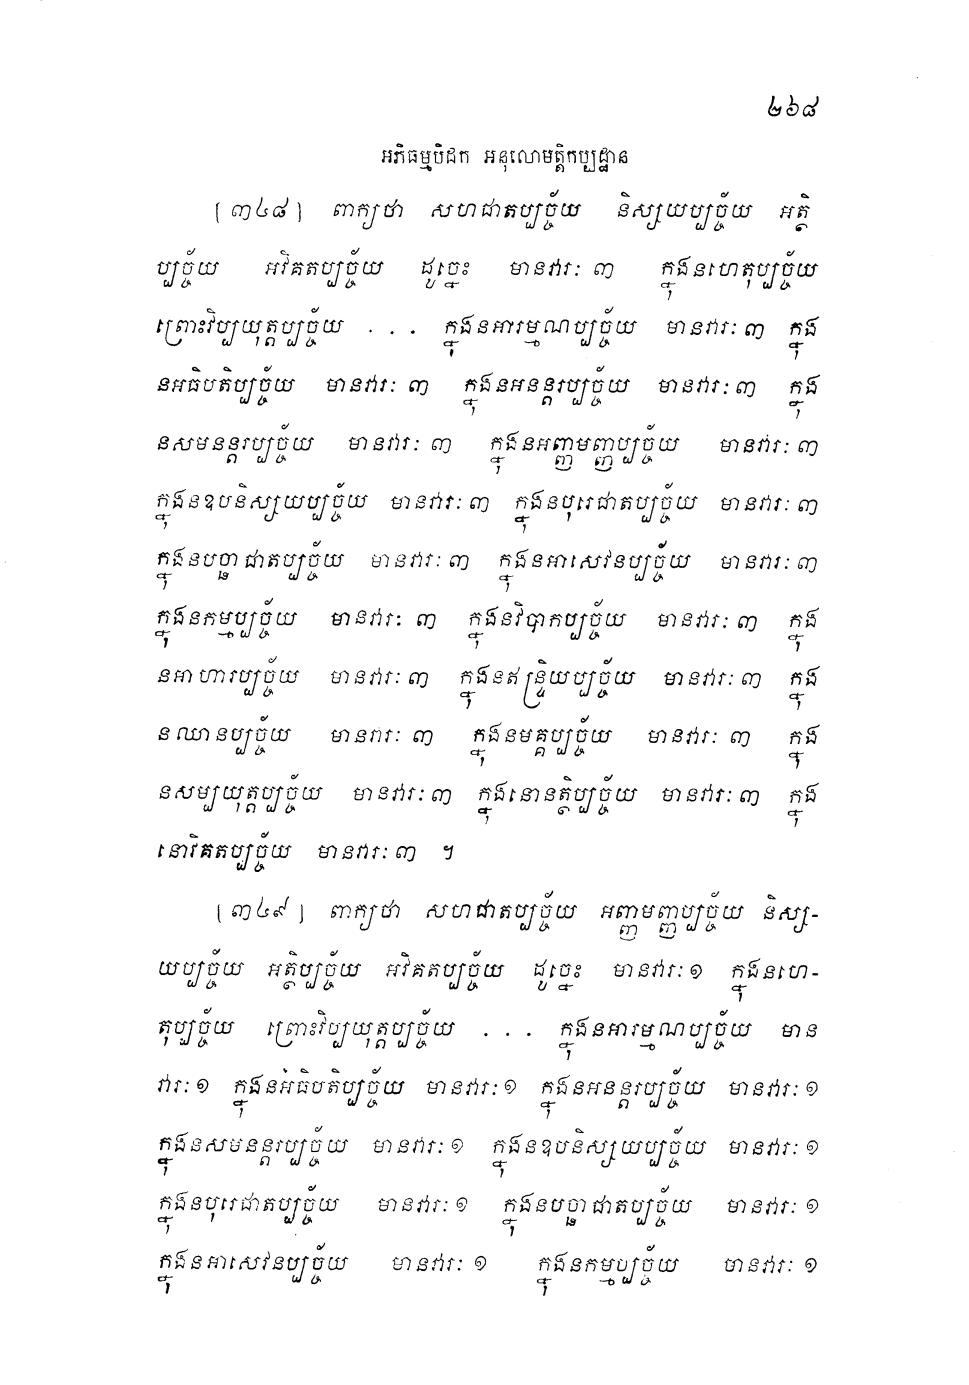 ២៦៨
អភិធម្មបិដក អនុលោមត្តិកប្បដ្ឋាន
[៣៤៨] ពាក្យថា សហជាតប្បច្ច័យ និស្សយប្បច្ច័យ អត្ថិ
ប្បច្ច័យ អវិគតប្បច្ច័យ ដូច្នេះ មានវារៈ ៣ ក្នុងនហេតុប្បច្ច័យ
ព្រោះវិប្បយុត្តប្បច្ច័យ . . . ក្នុងនអារម្មណប្បច្ច័យ មានវារៈ ៣ ក្នុង
នអធិបតិប្បច្ច័យ មានវារៈ ៣ ក្នុងនអនន្តរប្បច្ច័យ មានវារៈ ៣ ក្នុង
នសមនន្តរប្បច្ច័យ មានវារៈ ៣ ក្នុងនអញ្ញាមញ្ញប្បច្ច័យ មានវារៈ ៣
ក្នុងនឧបនិស្សយប្បច្ច័យ មានវារៈ ៣ ក្នុងនបុរេជាតប្បច្ច័យ មានវារៈ ៣
ក្នុងនបច្ឆាជាតប្បច្ច័យ មានវារៈ ៣ ក្នុងនអាសេវនប្បច្ច័យ មានវារៈ ៣
ក្នុងនកម្មប្បច្ច័យ មានវារៈ ៣ ក្នុងនវិបាកប្បច្ច័យ មានវារៈ ៣ ក្នុង
នអាហារប្បច្ច័យ មានវារៈ ៣ ក្នុងនឥន្ទ្រិយប្បច្ច័យ មានវារៈ ៣ ក្នុង
នឈានប្បច្ច័យ មានវារៈ ៣ ក្នុងនមគ្គប្បច្ច័យ មានវារៈ ៣ ក្នុង
នសម្បយុត្តប្បច្ច័យ មានវារៈ ៣ ក្នុងនោនត្ថិប្បច្ច័យ មានវារៈ ៣ ក្នុង
នោវិគតប្បច្ច័យ មានវារៈ ៣ ។
[៣៤៩] ពាក្យថា សហជាតប្បច្ច័យ អញ្ញាមញ្ញប្បច្ច័យ និស្ស-
យប្បច្ច័យ អត្ថិប្បច្ច័យ អវិគតប្បច្ច័យ ដូច្នេះ មានវារៈ ១ ក្នុងនហេ-
តុប្បច្ច័យ ព្រោះវិប្បយុត្តប្បច្ច័យ . . . ក្នុងនអារម្មណប្បច្ច័យ មាន
វារៈ ១ ក្នុងនអធិបតិប្បច្ច័យ មានវារៈ ១ ក្នុងនអនន្តរប្បច្ច័យ មានវារៈ ១
ក្នុងនសមនន្តរប្បច្ច័យ មានវារៈ ១ ក្នុងនឧបនិស្សយប្បច្ច័យ មានវារៈ ១
ក្នុងនបុរេជាតប្បច្ច័យ មានវារៈ ១ ក្នុងនបច្ឆាជាតប្បច្ច័យ មានវារៈ ១
ក្នុងនអាសេវនប្បច្ច័យ មានវារៈ ១ ក្នុងនកម្មប្បច្ច័យ មានវារៈ ១